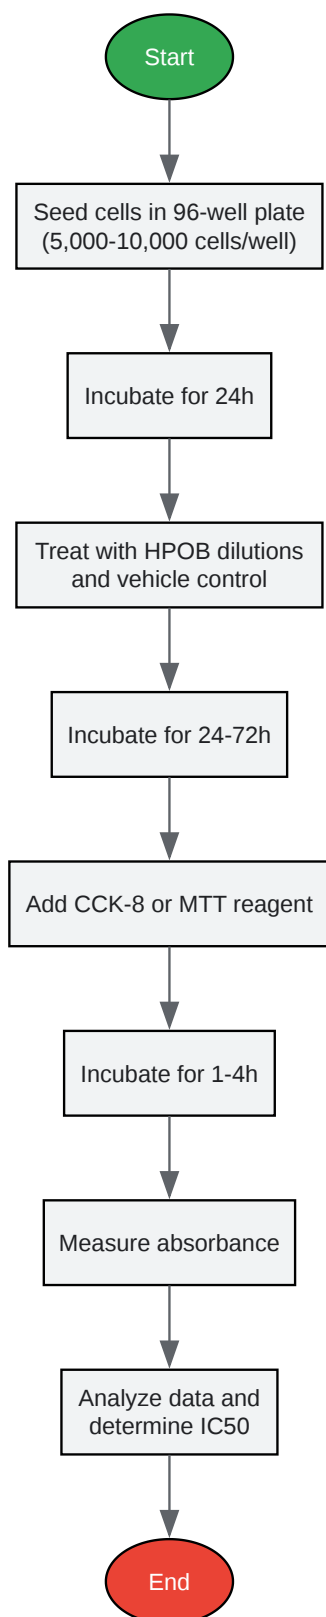 Start
Seed cells in 96-well plate
(5,000-10,000 cells/well)
Incubate for 24h
Treat with HPOB dilutions
and vehicle control
Incubate for 24-72h
Add CCK-8 or MTT reagent
Incubate for 1-4h
Measure absorbance
Analyze data and
determine IC50
End